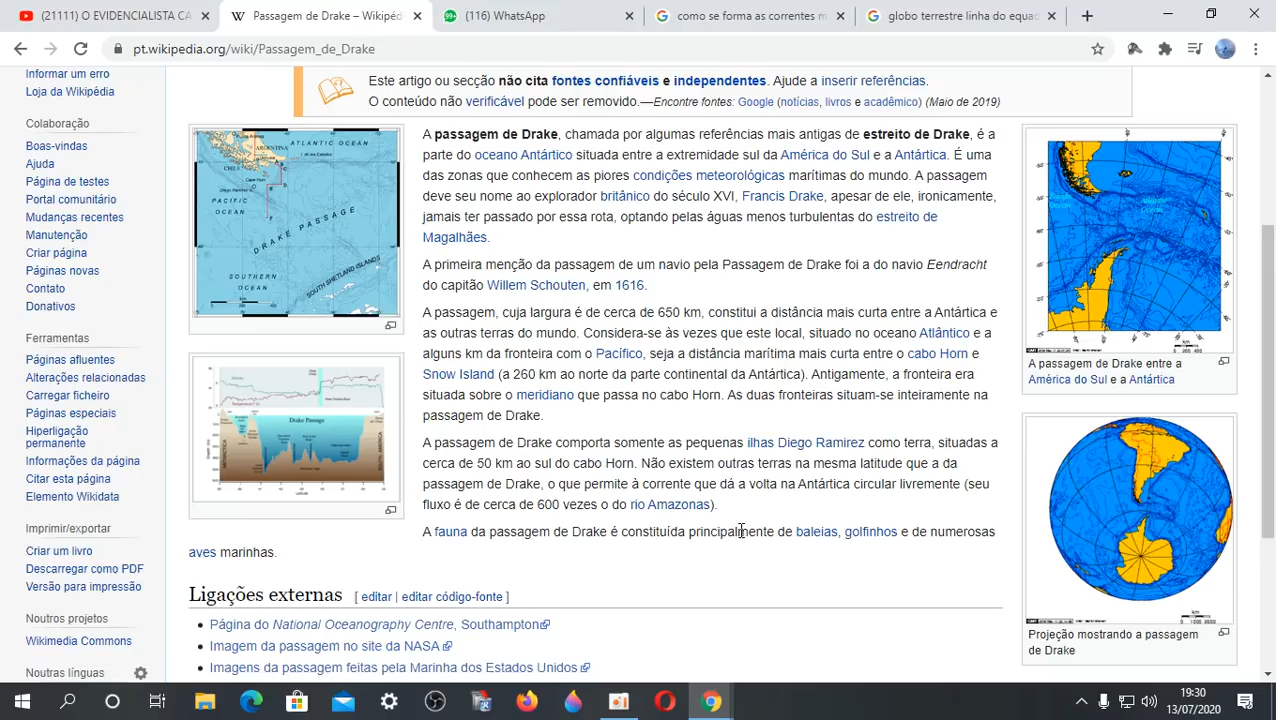 (21111) O EVIDENCIALISTA CA
Passagem de Drake – Wikipéd
(116) WhatsApp
como se forma as correntes m
globo terrestre linha do equad
pt.wikipedia.org/wiki/Passagem_de_Drake
Informar um erro
Loja da Wikipédia
Colaboração
Boas-vindas
Ajuda
Página de testes
Portal comunitário
Mudanças recentes
Manutenção
Criar página
Páginas novas
Contato
Donativos
Ferramentas
Páginas afluentes
Alterações relacionadas
Carregar ficheiro
Páginas especiais
Hiperligação
permanente
Informações da página
Citar esta página
Elemento Wikidata
Imprimir/exportar
Criar um livro
Descarregar como PDF
Versão para impressão
Noutros projetos
Wikimedia Commons
Noutras línguas
Este artigo ou secção não cita fontes confiáveis e independentes. Ajude a inserir referências.
O conteúdo não verificável pode ser removido.—Encontre fontes: Google (notícias, livros e acadêmico) (Maio de 2019)
ARGENTINA
ATLANTIC OCEAN
CHILE
PACIFIC
OCEAN
DRAKE PASSAGE
SOUTHERN
OCEAN
SOUTH SHETLAND ISLANDS
Drake Passage
A passagem de Drake, chamada por algumas referências mais antigas de estreito de Drake, é a
parte do oceano Antártico situada entre a extremidade sul da América do Sul e a Antártica. É uma
das zonas que conhecem as piores condições meteorológicas marítimas do mundo. A passagem
deve seu nome ao explorador britânico do século XVI, Francis Drake, apesar de ele, ironicamente,
jamais ter passado por essa rota, optando pelas águas menos turbulentas do estreito de
Magalhães.
A primeira menção da passagem de um navio pela Passagem de Drake foi a do navio Eendracht
do capitão Willem Schouten, em 1616.
A passagem, cuja largura é de cerca de 650 km, constitui a distância mais curta entre a Antártica e
as outras terras do mundo. Considera-se às vezes que este local, situado no oceano Atlântico e a
alguns km da fronteira com o Pacífico, seja a distância marítima mais curta entre o cabo Horn e
Snow Island (a 260 km ao norte da parte continental da Antártica). Antigamente, a fronteira era
situada sobre o meridiano que passa no cabo Horn. As duas fronteiras situam-se inteiramente na
passagem de Drake.
A passagem de Drake comporta somente as pequenas ilhas Diego Ramirez como terra, situadas a
cerca de 50 km ao sul do cabo Horn. Não existem outras terras na mesma latitude que a da
passagem de Drake, o que permite à corrente que dá a volta na Antártica circular livremente (seu
fluxo é de cerca de 600 vezes o do rio Amazonas).
A fauna da passagem de Drake é constituída principalmente de baleias, golfinhos e de numerosas
aves marinhas.
Ligações externas [ editar | editar código-fonte ]
Página do National Oceanography Centre, Southampton
Imagem da passagem no site da NASA
Imagens da passagem feitas pela Marinha dos Estados Unidos
A passagem de Drake entre a
América do Sul e a Antártica
Projeção mostrando a passagem
de Drake
19:30
13/07/2020